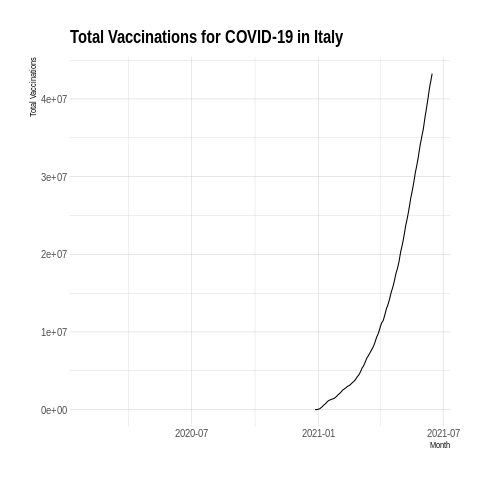 Total Vaccinations for COVID-19 in Italy
Total Vaccinations
4e+07
3e+07
2e+07
1e+07
0e+00
2020-07 2021-01 2021-07
Month